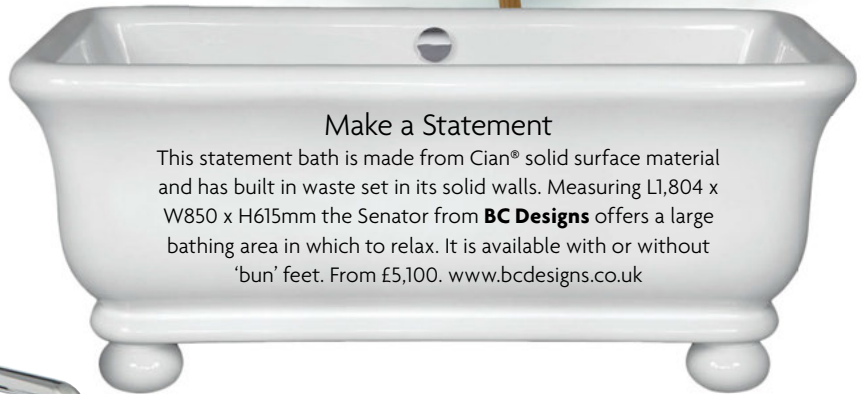 Make a Statement
This statement bath is made from Cian® solid surface material
and has built in waste set in its solid walls. Measuring L1,804 x
W850 x H615mm the Senator from BC Designs offers a large
bathing area in which to relax. It is available with or without
‘bun’ feet. From £5,100. www.bcdesigns.co.uk